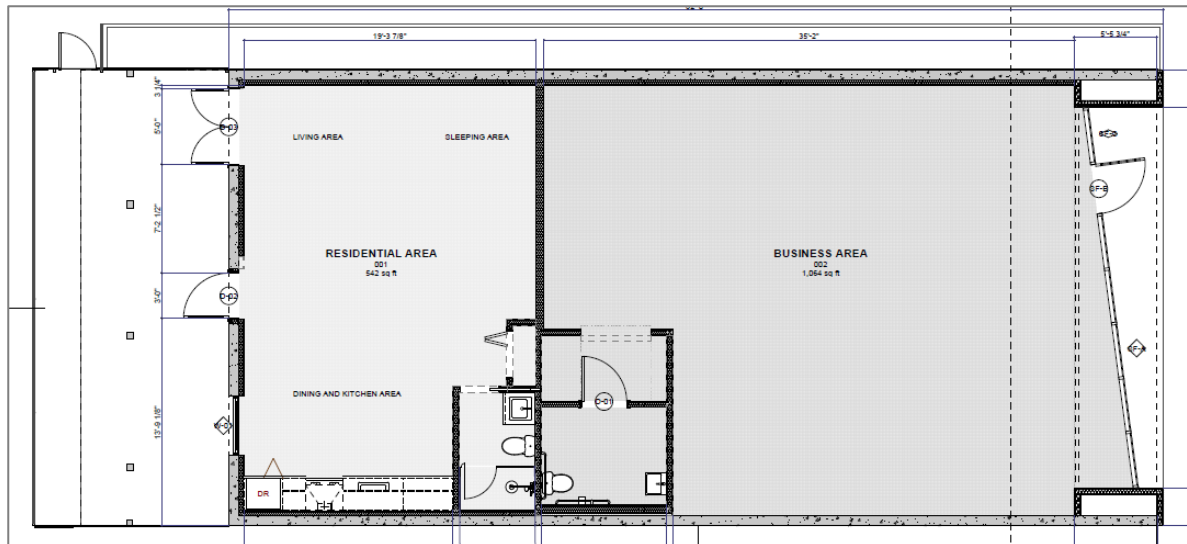 19'-3 7/8"
35'-2"
5'-5 3/4"
3 1/4"
5'-0"
D-03
LIVING AREA
SLEEPING AREA
7'-2 1/2"
RESIDENTIAL AREA
001
542 sq ft
BUSINESS AREA
002
1,064 sq ft
SF-B
3'-0"
D-02
SF-A
DINING AND KITCHEN AREA
D-01
13'-9 1/8"
DR